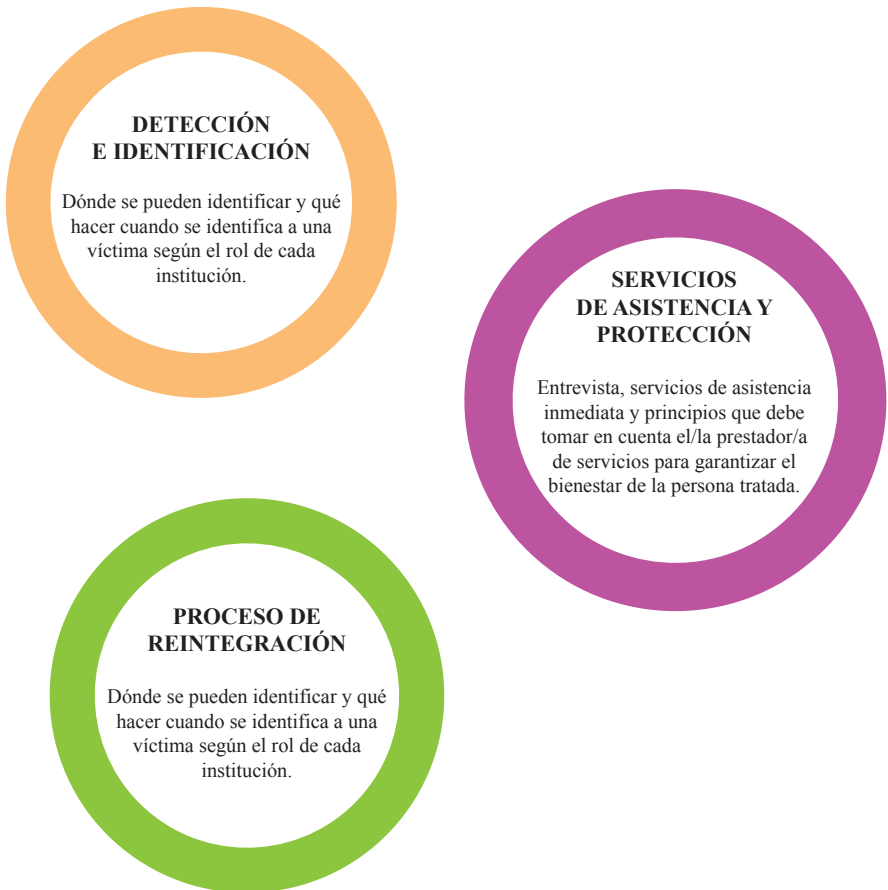 DETECCIÓN
E IDENTIFICACIÓN
Dónde se pueden identificar y qué
hacer cuando se identifica a una
víctima según el rol de cada
institución.
SERVICIOS
DE ASISTENCIA Y
PROTECCIÓN
Entrevista, servicios de asistencia
inmediata y principios que debe
tomar en cuenta el/la prestador/a
de servicios para garantizar el
bienestar de la persona tratada.
PROCESO DE
REINTEGRACIÓN
Dónde se pueden identificar y qué
hacer cuando se identifica a una
víctima según el rol de cada
institución.